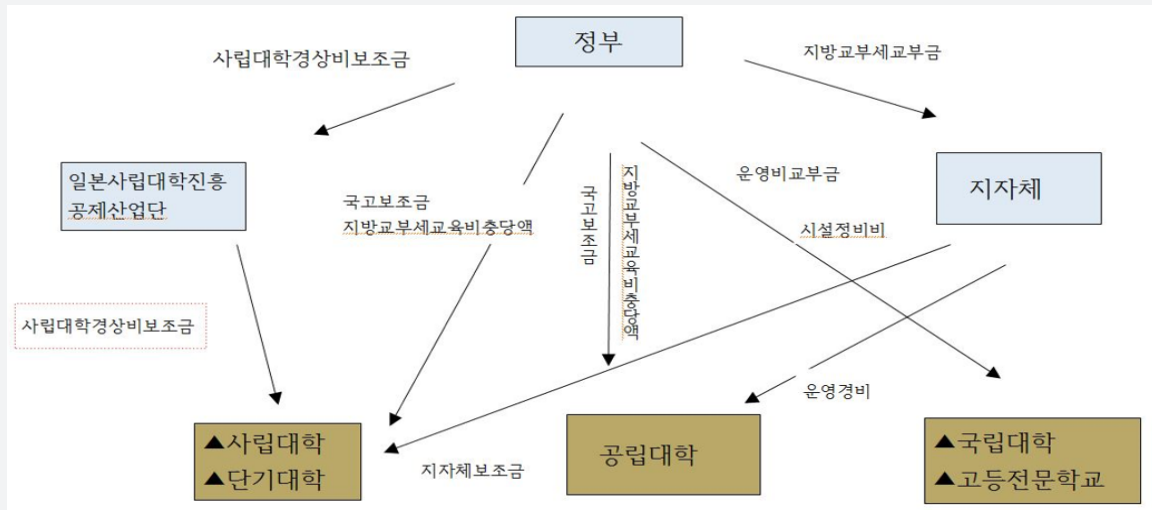 정부
사립대학경상비보조금
지방교부세교부금
일본사립대학진흥
공제산업단
지자체
국고보조금
지방교부세교육비충당액
국고보조금
지방교부세교육비충당액
운영비교부금
시설정비비
사립대학경상비보조금
운영경비
▲사립대학
▲단기대학
지자체보조금
공립대학
▲국립대학
▲고등전문학교